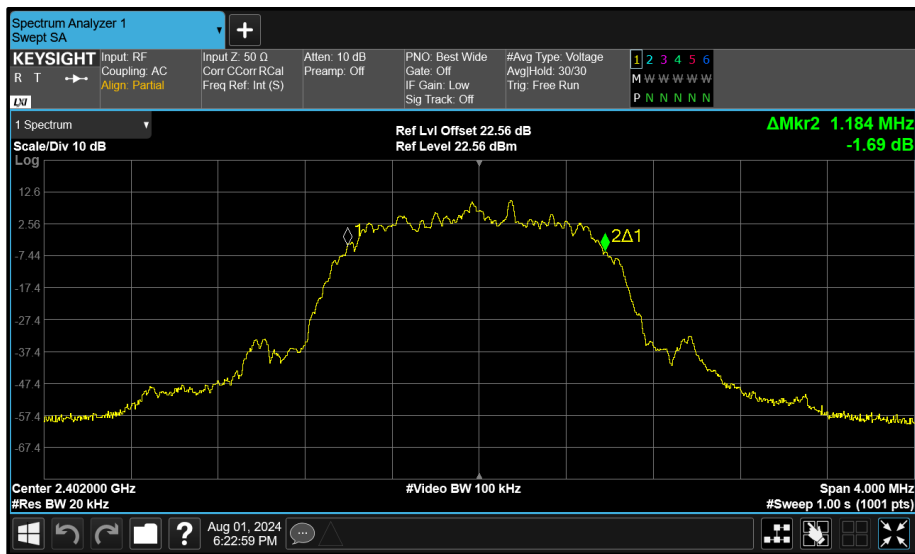 Spectrum Analyzer 1
Swept SA
+
KEYSIGHT
R T
LXI
Input: RF
Coupling: AC
Align: Partial
Input Z: 50 Ω
Corr CCorr RCal
Freq Ref: Int (S)
Atten: 10 dB
Preamp: Off
PNO: Best Wide
Gate: Off
IF Gain: Low
Sig Track: Off
#Avg Type: Voltage
Avg|Hold: 30/30
Trig: Free Run
1 2 3 4 5 6
M W W W W W
P N N N N N
1 Spectrum
Scale/Div 10 dB
Ref Lvl Offset 22.56 dB
Ref Level 22.56 dBm
ΔMkr2 1.184 MHz
-1.69 dB
Log
12.6
2.56
-7.44
-17.4
-27.4
-37.4
-47.4
-57.4
-67.4
1
2Δ1
Center 2.402000 GHz
#Video BW 100 kHz
Span 4.000 MHz
#Res BW 20 kHz
#Sweep 1.00 s (1001 pts)
?
Aug 01, 2024
6:22:59 PM